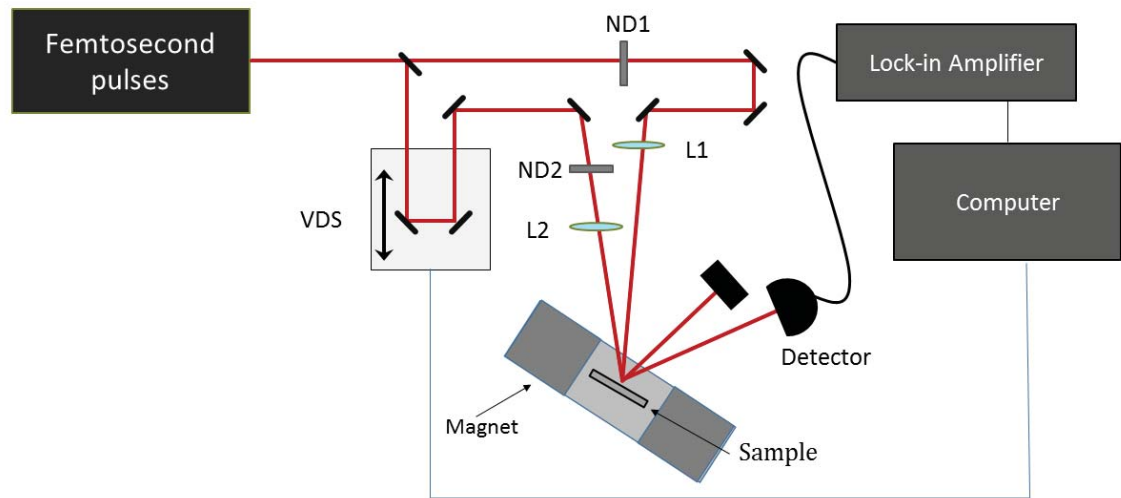 Femtosecond
pulses
ND1
Lock-in Amplifier
L1
ND2
VDS
L2
Computer
Detector
Magnet
Sample